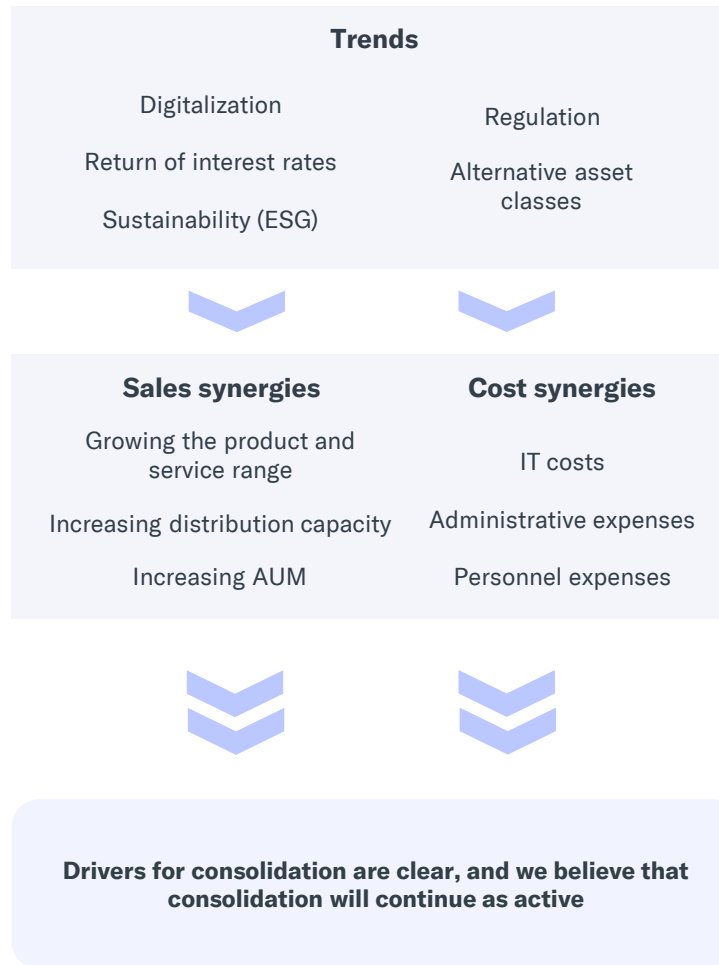 Trends
Digitalization
Return of interest rates
Sustainability (ESG)
Regulation
Alternative asset
classes
Sales synergies
Growing the product and
service range
Increasing distribution capacity
Increasing AUM
Cost synergies
IT costs
Administrative expenses
Personnel expenses
Drivers for consolidation are clear, and we believe that
consolidation will continue as active